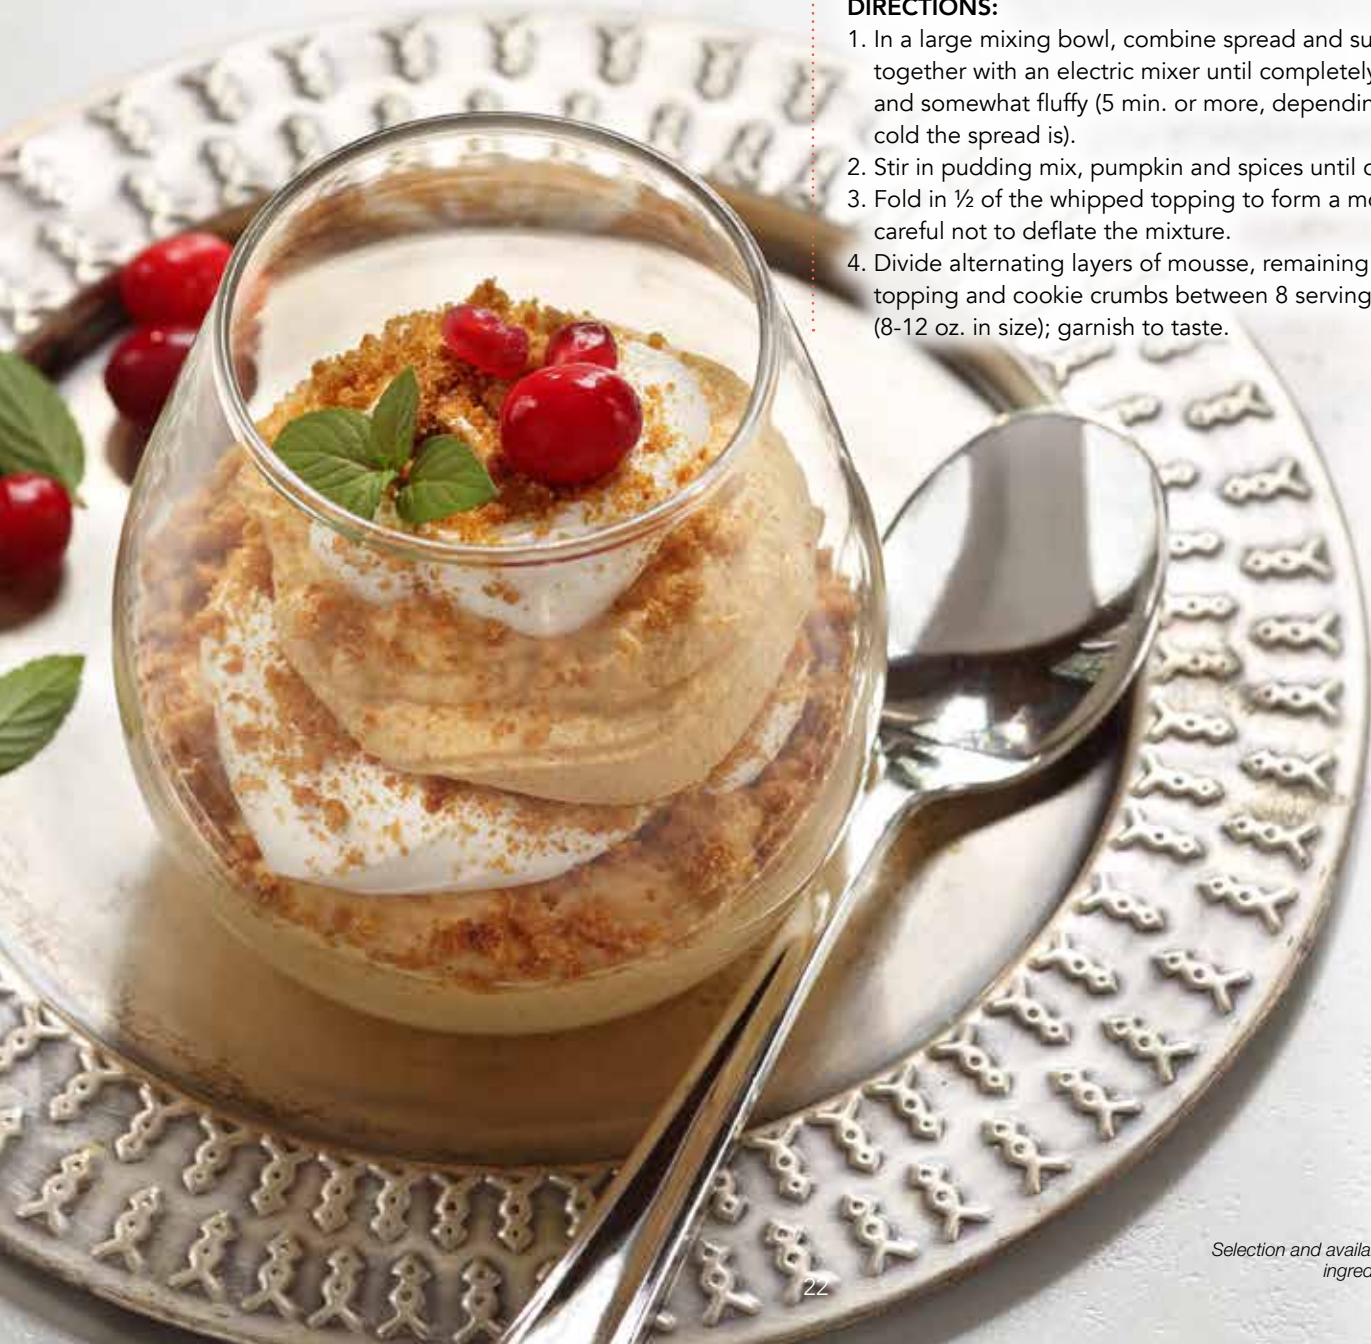 DIRECTIONS:
1. In a large mixing bowl, combine spread and su
together with an electric mixer until completely
and somewhat fluffy (5 min. or more, dependin
cold the spread is).
2. Stir in pudding mix, pumpkin and spices until c
3. Fold in ½ of the whipped topping to form a mo
careful not to deflate the mixture.
4. Divide alternating layers of mousse, remaining
topping and cookie crumbs between 8 serving
(8-12 oz. in size); garnish to taste.
Selection and availa
ingred
22